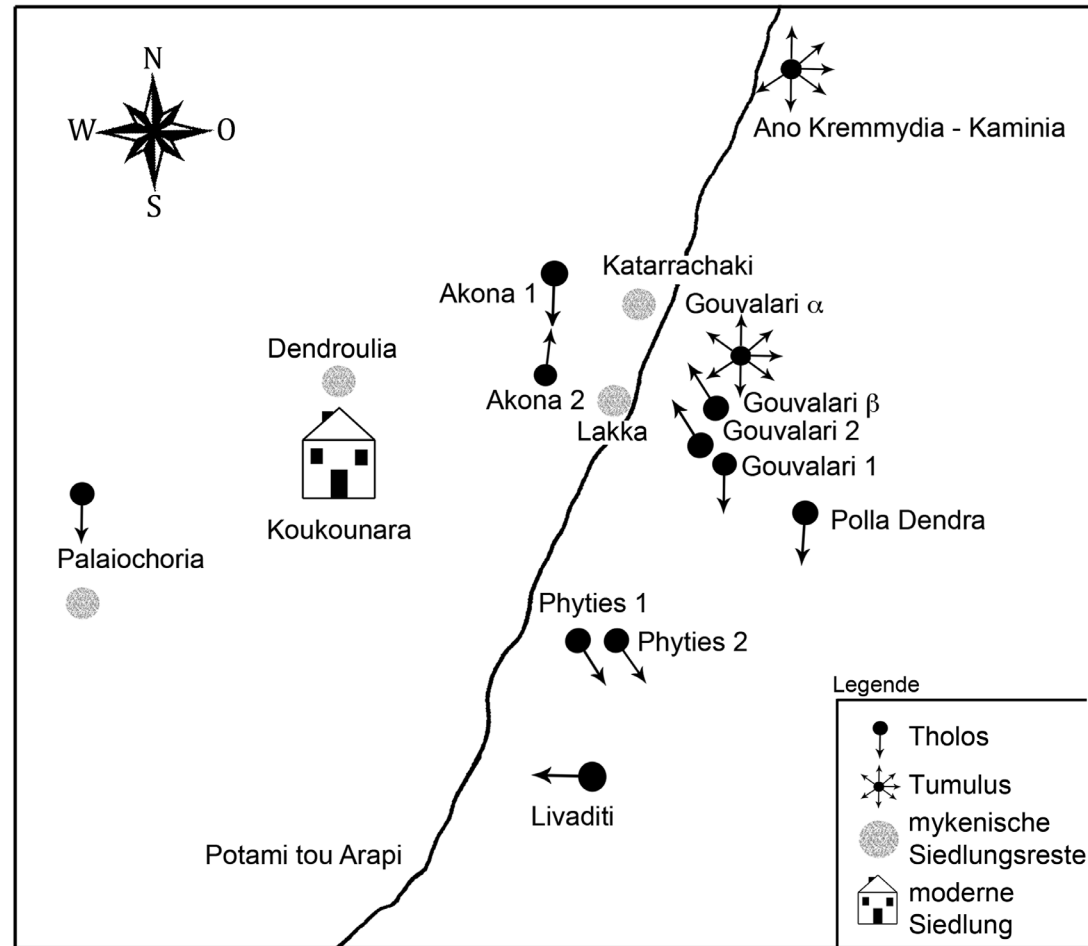 N
W
O
S
Ano Kremmydia - Kaminia
Katarrachaki
Akona 1
Gouvalari α
Dendroulia
Akona 2
Gouvalari β
Lakka
Gouvalari 2
Gouvalari 1
Koukounara
Polla Dendra
Palaiochoria
Phyties 1
Phyties 2
Livaditi
Potami tou Arapi
Legende
Tholos
Tumulus
mykenische
Siedlungsreste
moderne
Siedlung